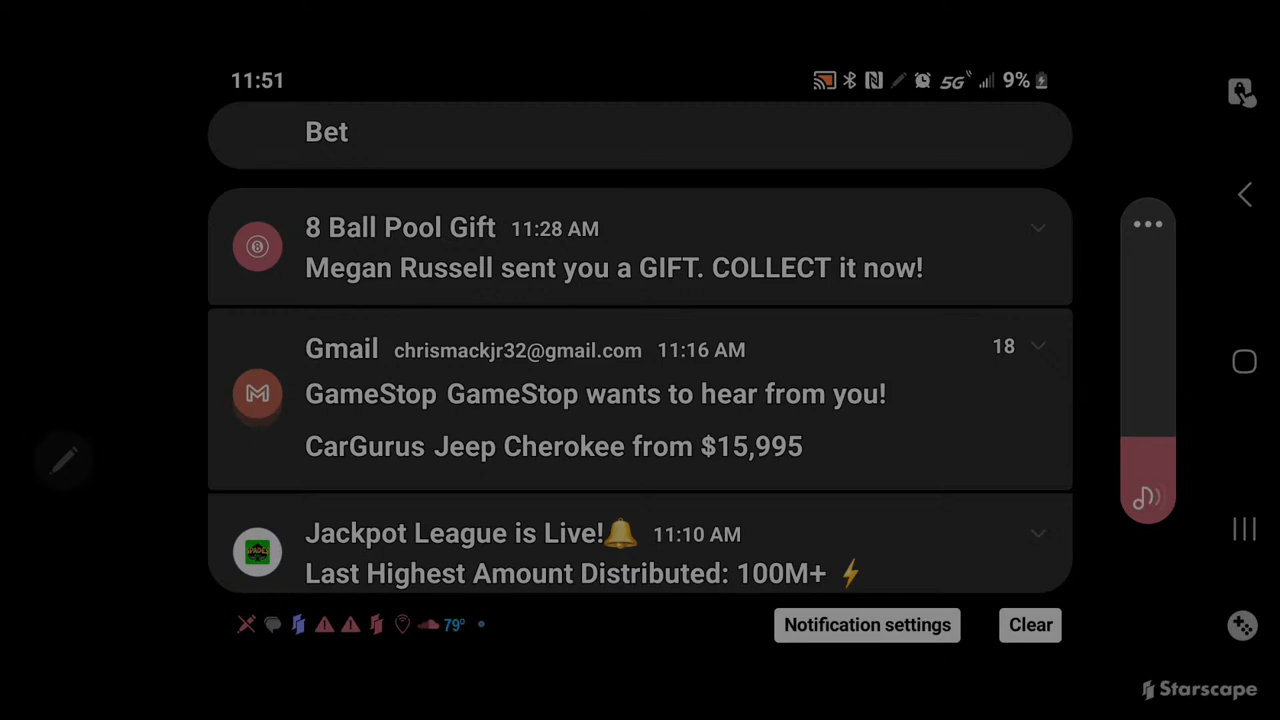 11:51 5G 9%
Bet
8 Ball Pool Gift 11:28 AM
Megan Russell sent you a GIFT. COLLECT it now!
Gmail chrismackjr32@gmail.com 11:16 AM 18
GameStop GameStop wants to hear from you!
CarGurus Jeep Cherokee from $15,995
Jackpot League is Live!🔔 11:10 AM
Last Highest Amount Distributed: 100M+ ⚡
79° Notification settings Clear
Starscape